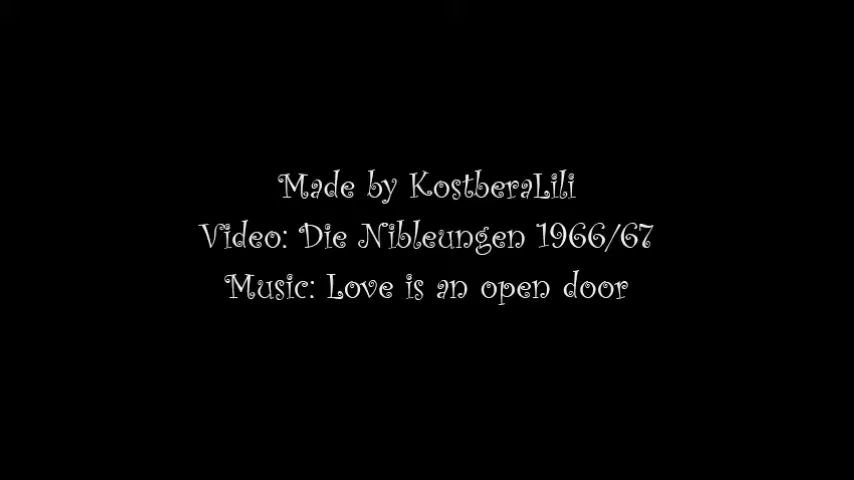 Made by KostberaLili
Video: Die Nibleungen 1966/67
Music: Love is an open door